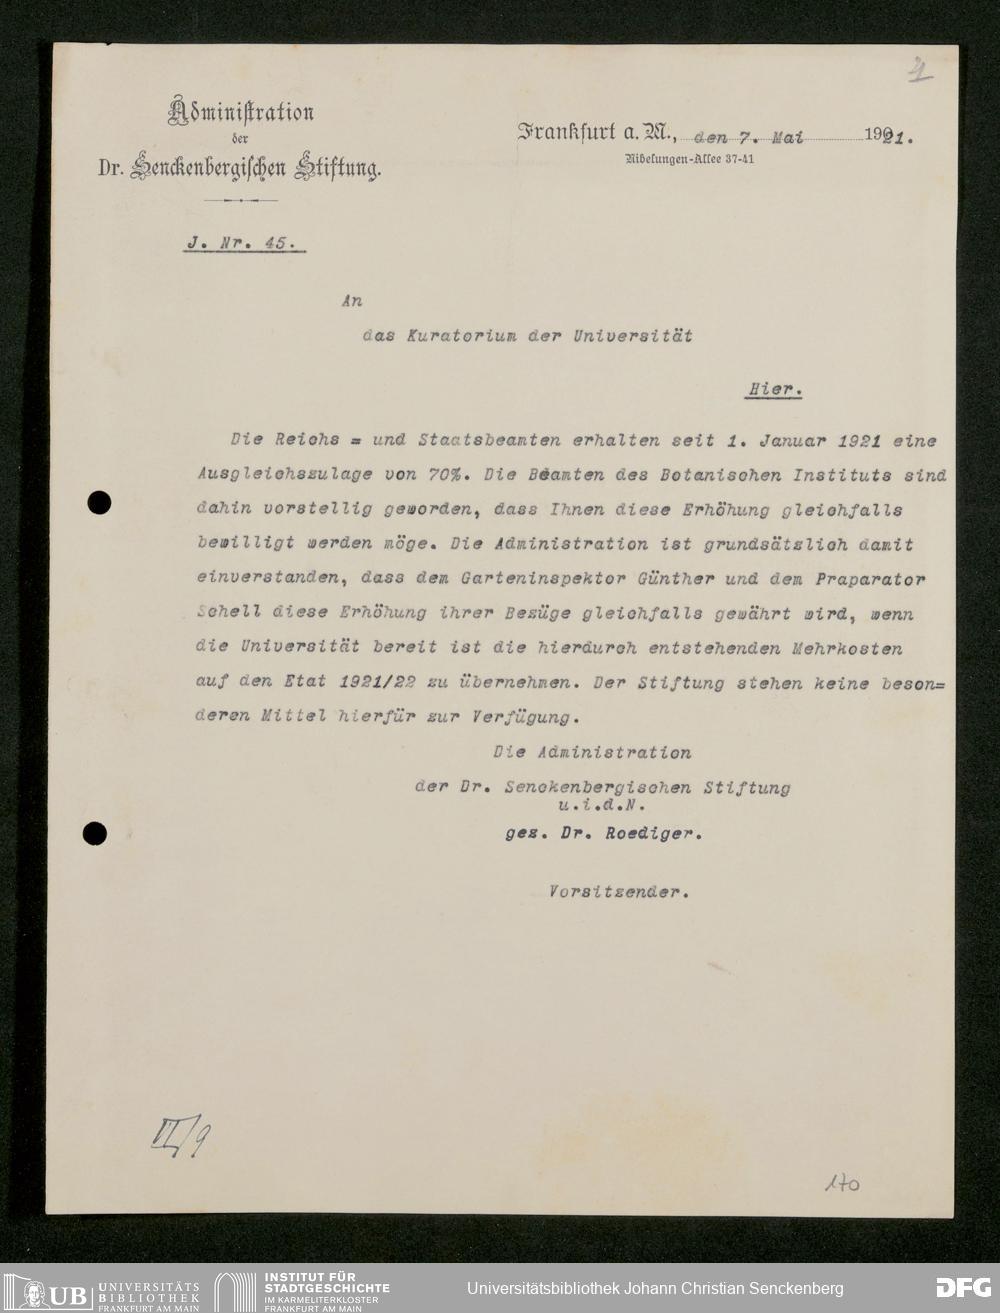 4
Administration
der
Dr. Senckenbergischen Stiftung.
Frankfurt a. M., den 7. Mai 1921.
Nibelungen-Allee 37-41
J. Nr. 45.
An
das Kuratorium der Universität
Hier.
Die Reichs = und Staatsbeamten erhalten seit 1. Januar 1921 eine
Ausgleichszulage von 70%. Die Beamten des Botanischen Instituts sind
dahin vorstellig geworden, dass Ihnen diese Erhöhung gleichfalls
bewilligt werden möge. Die Administration ist grundsätzlich damit
einverstanden, dass dem Garteninspektor Günther und dem Praparator
Schell diese Erhöhung ihrer Bezüge gleichfalls gewährt wird, wenn
die Universität bereit ist die hierdurch entstehenden Mehrkosten
auf den Etat 1921/22 zu übernehmen. Der Stiftung stehen keine beson=
deren Mittel hierfür zur Verfügung.
Die Administration
der Dr. Senckenbergischen Stiftung
u.i.d.N.
gez. Dr. Roediger.
Vorsitzender.
VI/9
170
UB UNIVERSITÄTS
BIBLIOTHEK
FRANKFURT AM MAIN
INSTITUT FÜR
STADTGESCHICHTE
IM KARMELITERKLOSTER
FRANKFURT AM MAIN
Universitätsbibliothek Johann Christian Senckenberg
DFG